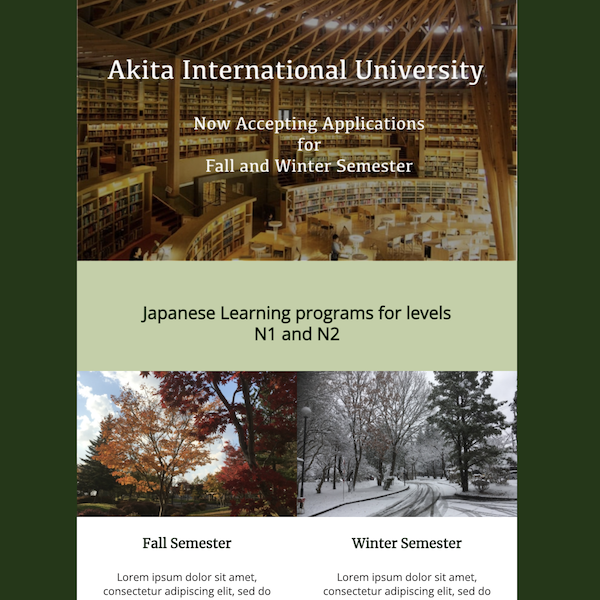 Akita International University
Now Accepting Applications
for
Fall and Winter Semester
Japanese Learning programs for levels
N1 and N2
Fall Semester
Lorem ipsum dolor sit amet,
consectetur adipiscing elit, sed do
Winter Semester
Lorem ipsum dolor sit amet,
consectetur adipiscing elit, sed do